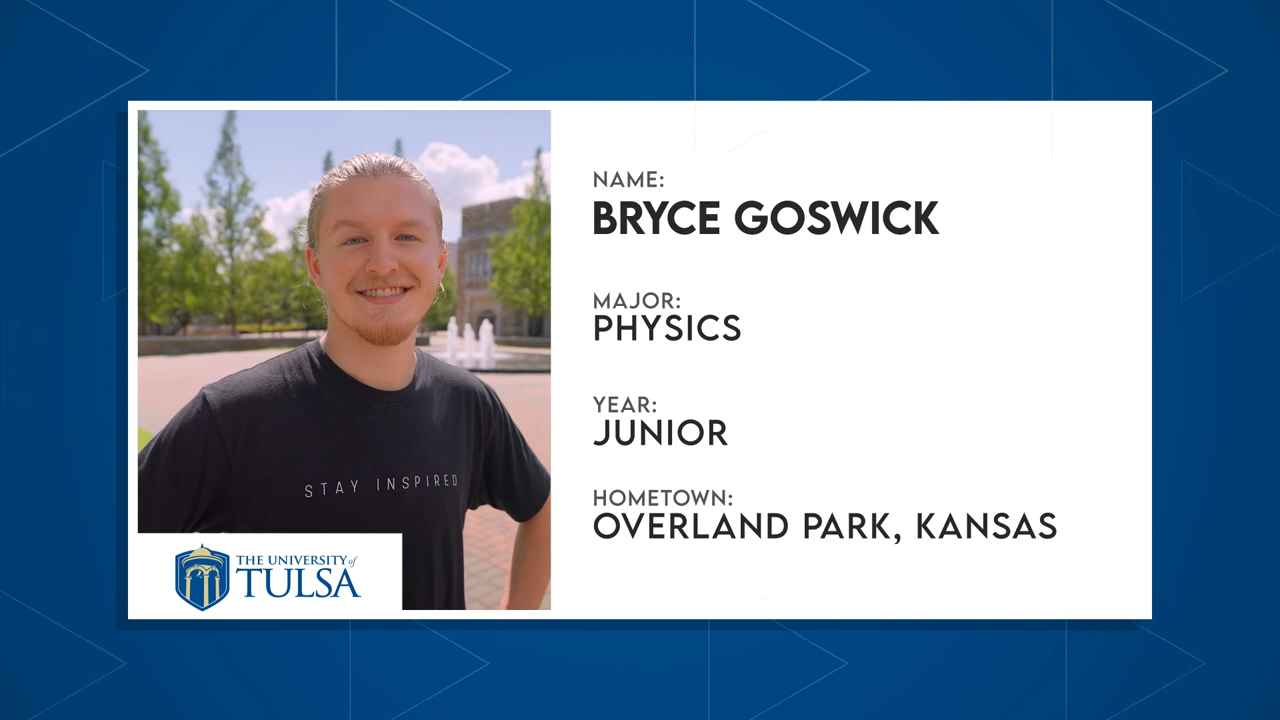 NAME:
BRYCE GOSWICK
MAJOR:
PHYSICS
YEAR:
JUNIOR
HOMETOWN:
OVERLAND PARK, KANSAS
STAY INSPIRED
THE UNIVERSITY of
TULSA